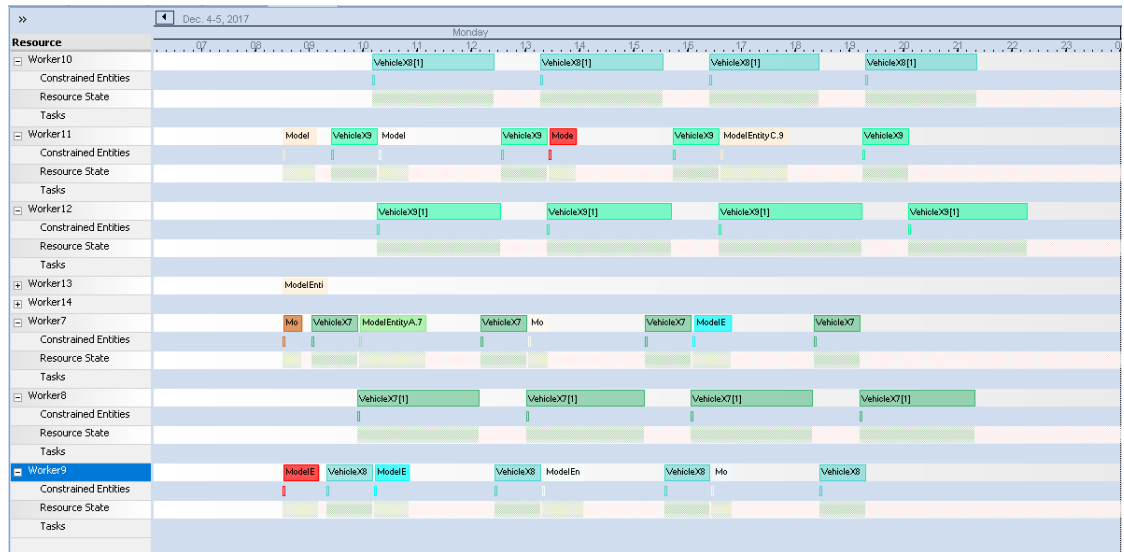 »
Dec. 4-5, 2017
Monday
Resource
07 08 09 10 11 12 13 14 15 16 17 18 19 20 21 22 23 0
Worker10 VehicleX8[1] VehicleX8[1] VehicleX8[1] VehicleX8[1]
Constrained Entities
Resource State
Tasks
Worker11 Model VehicleX9 Model VehicleX9 Mode VehicleX9 ModelEntityC.9 VehicleX9
Constrained Entities
Resource State
Tasks
Worker12 VehicleX9[1] VehicleX9[1] VehicleX9[1] VehicleX9[1]
Constrained Entities
Resource State
Tasks
Worker13 ModelEnti
Worker14
Worker7 Mo VehicleX7 ModelEntityA.7 VehicleX7 Mo VehicleX7 ModelE VehicleX7
Constrained Entities
Resource State
Tasks
Worker8 VehicleX7[1] VehicleX7[1] VehicleX7[1] VehicleX7[1]
Constrained Entities
Resource State
Tasks
Worker9 ModelE VehicleX8 ModelE VehicleX8 ModelEn VehicleX8 Mo VehicleX8
Constrained Entities
Resource State
Tasks